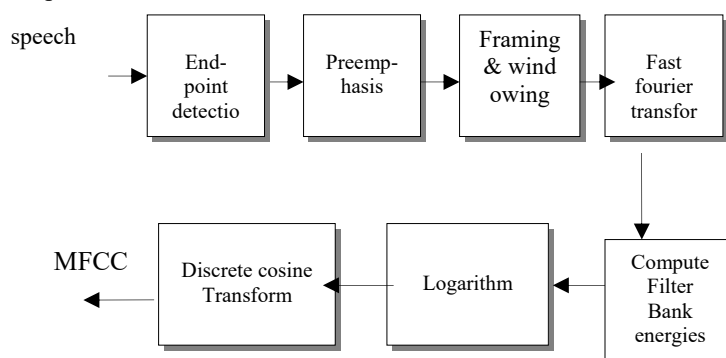 speech
End-
point
detectio
Preemp-
hasis
Framing
& wind
owing
Fast
fourier
transfor
Compute
Filter
Bank
energies
Logarithm
Discrete cosine
Transform
MFCC